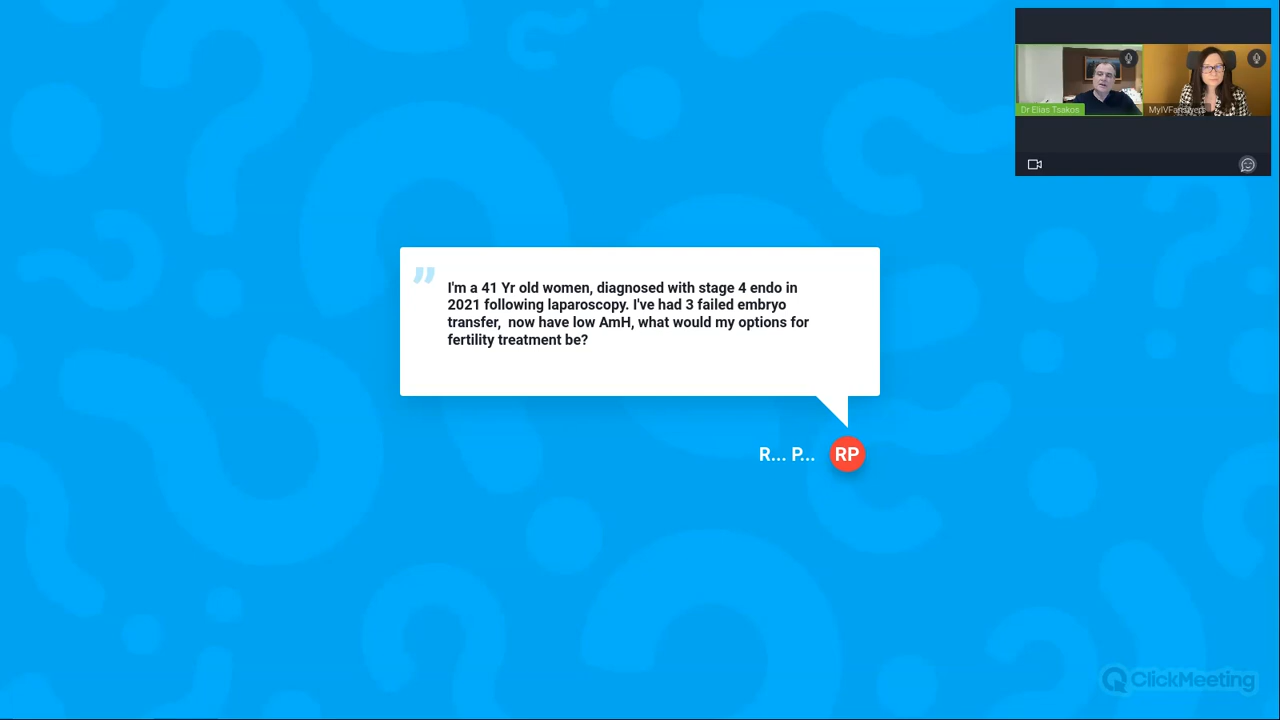 Dr Elias Tsakos
MyIVFanswers
I'm a 41 Yr old women, diagnosed with stage 4 endo in
2021 following laparoscopy. I've had 3 failed embryo
transfer,  now have low AmH, what would my options for
fertility treatment be?
R... P...
RP
ClickMeeting